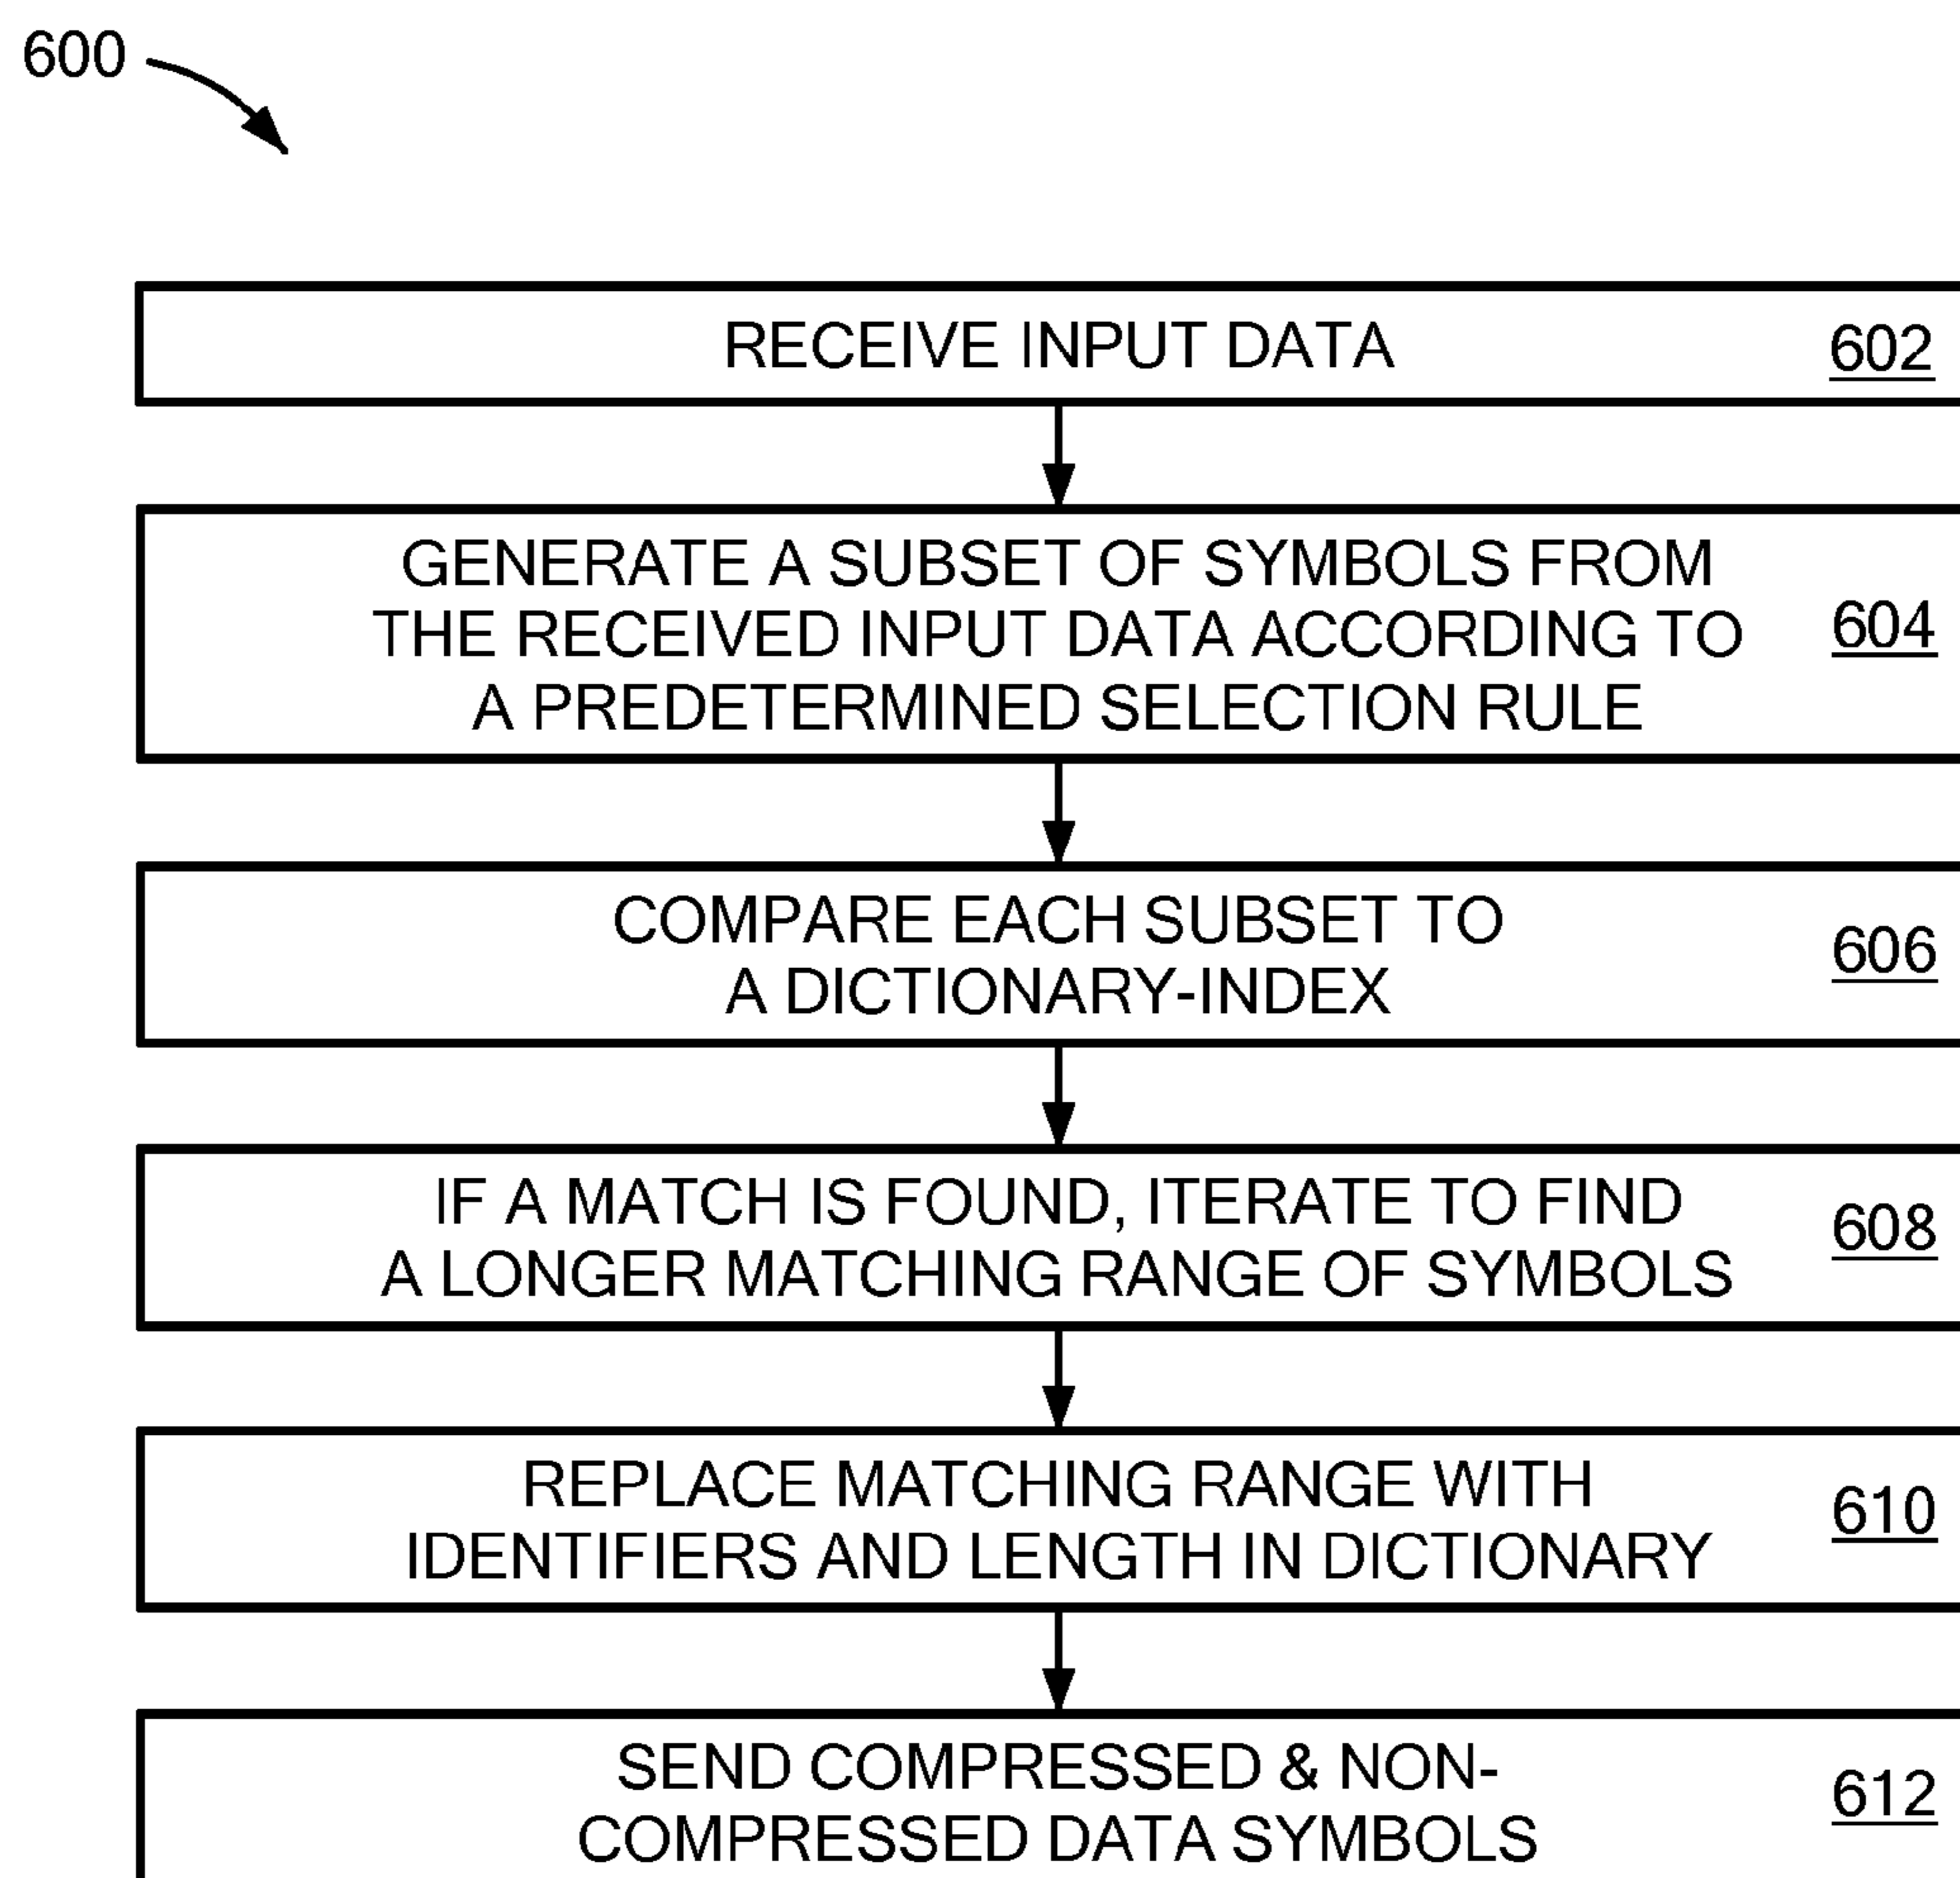 600
RECEIVE INPUT DATA 602
GENERATE A SUBSET OF SYMBOLS FROM
THE RECEIVED INPUT DATA ACCORDING TO 604
A PREDETERMINED SELECTION RULE
COMPARE EACH SUBSET TO
A DICTIONARY-INDEX
606
IF A MATCH IS FOUND, ITERATE TO FIND
A LONGER MATCHING RANGE OF SYMBOLS
608
REPLACE MATCHING RANGE WITH
IDENTIFIERS AND LENGTH IN DICTIONARY
610
SEND COMPRESSED & NON-
COMPRESSED DATA SYMBOLS
612